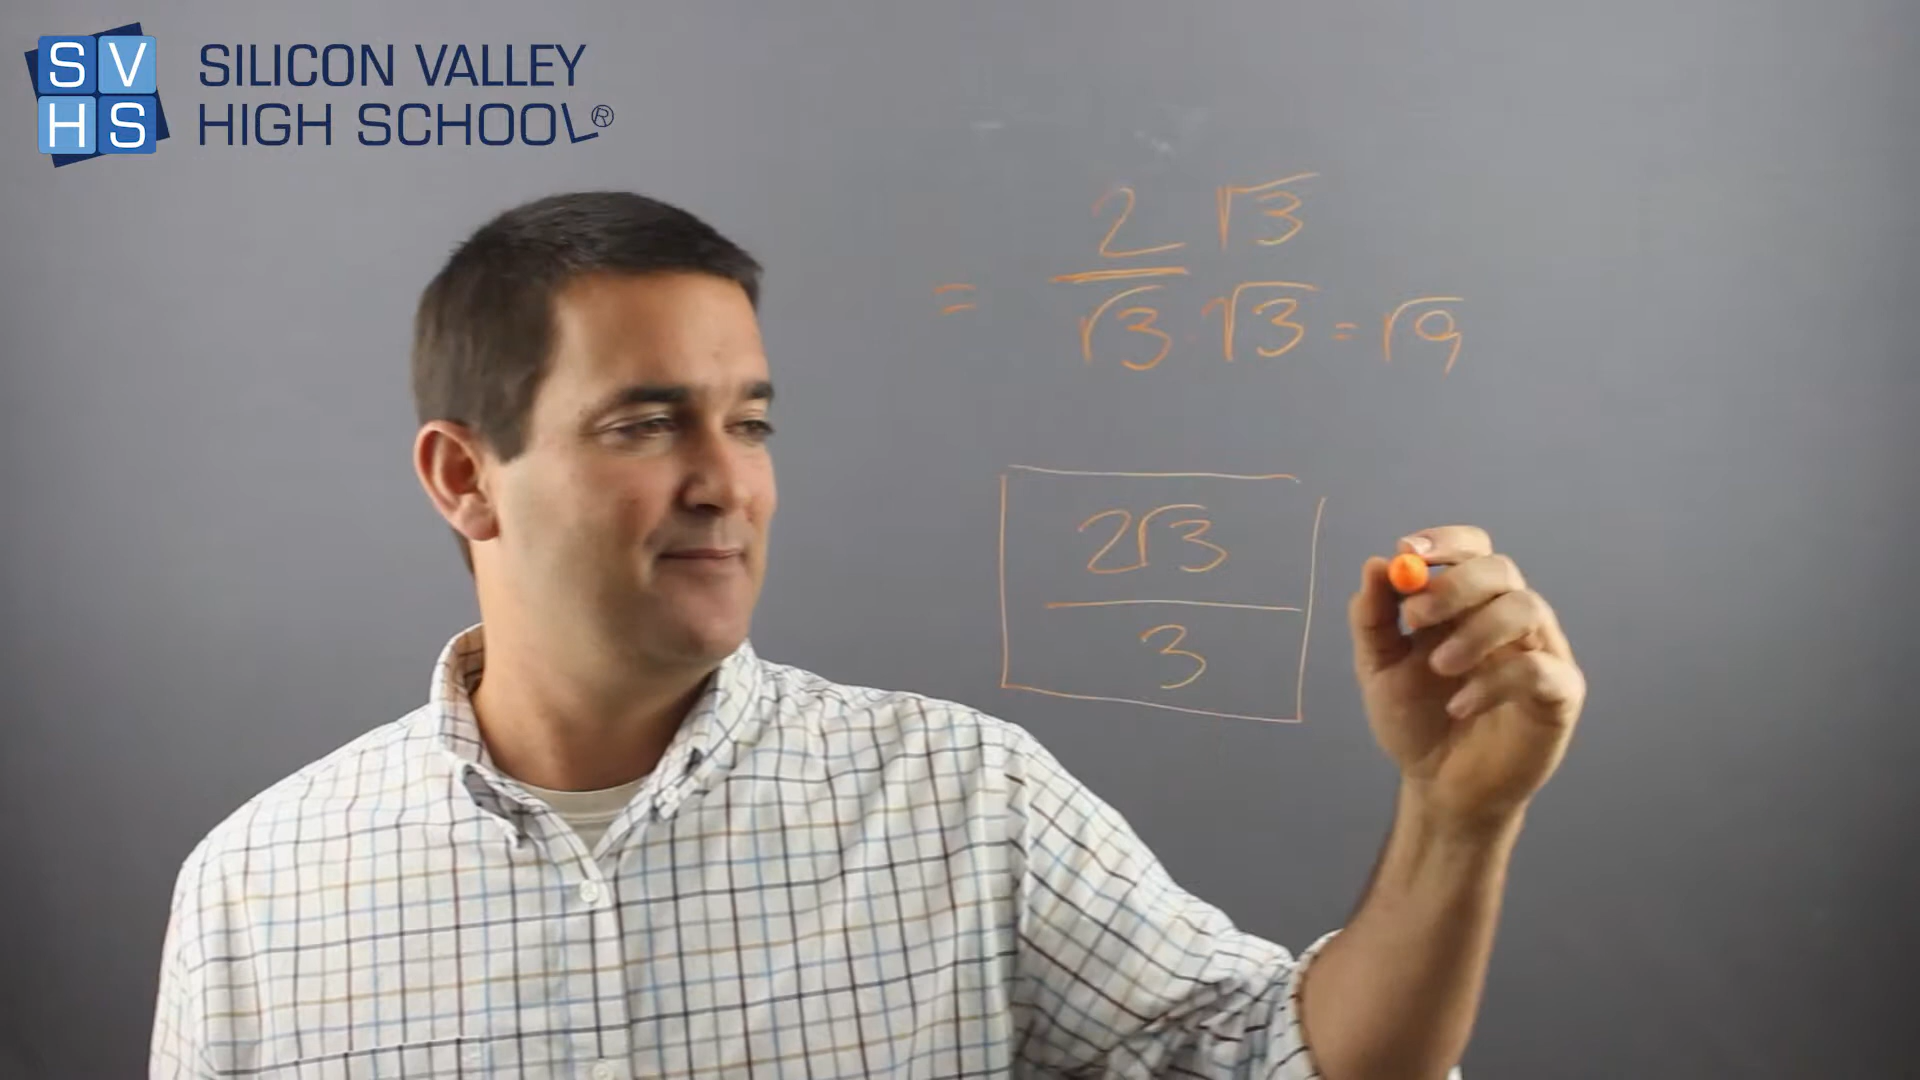 SV
HS
SILICON VALLEY
HIGH SCHOOL®
2 √3
=
√3 · √3 = √9
2√3
3